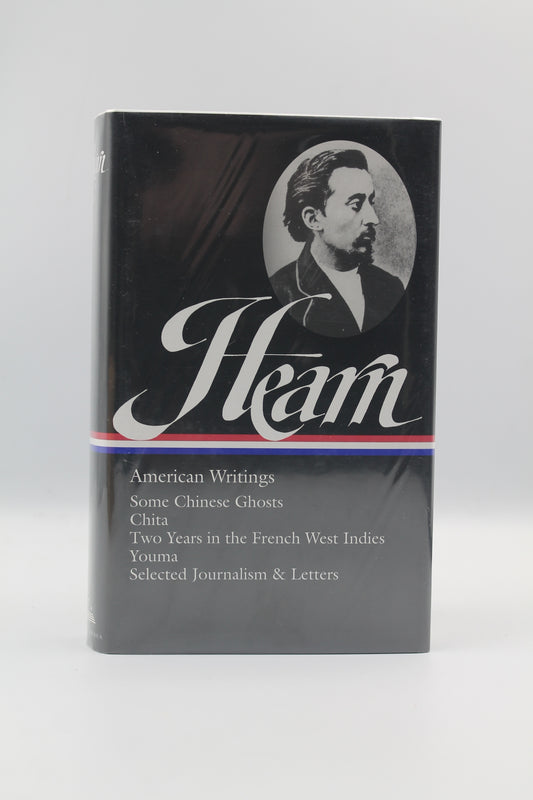 Hearn
American Writings
Some Chinese Ghosts
Chita
Two Years in the French West Indies
Youma
Selected Journalism & Letters